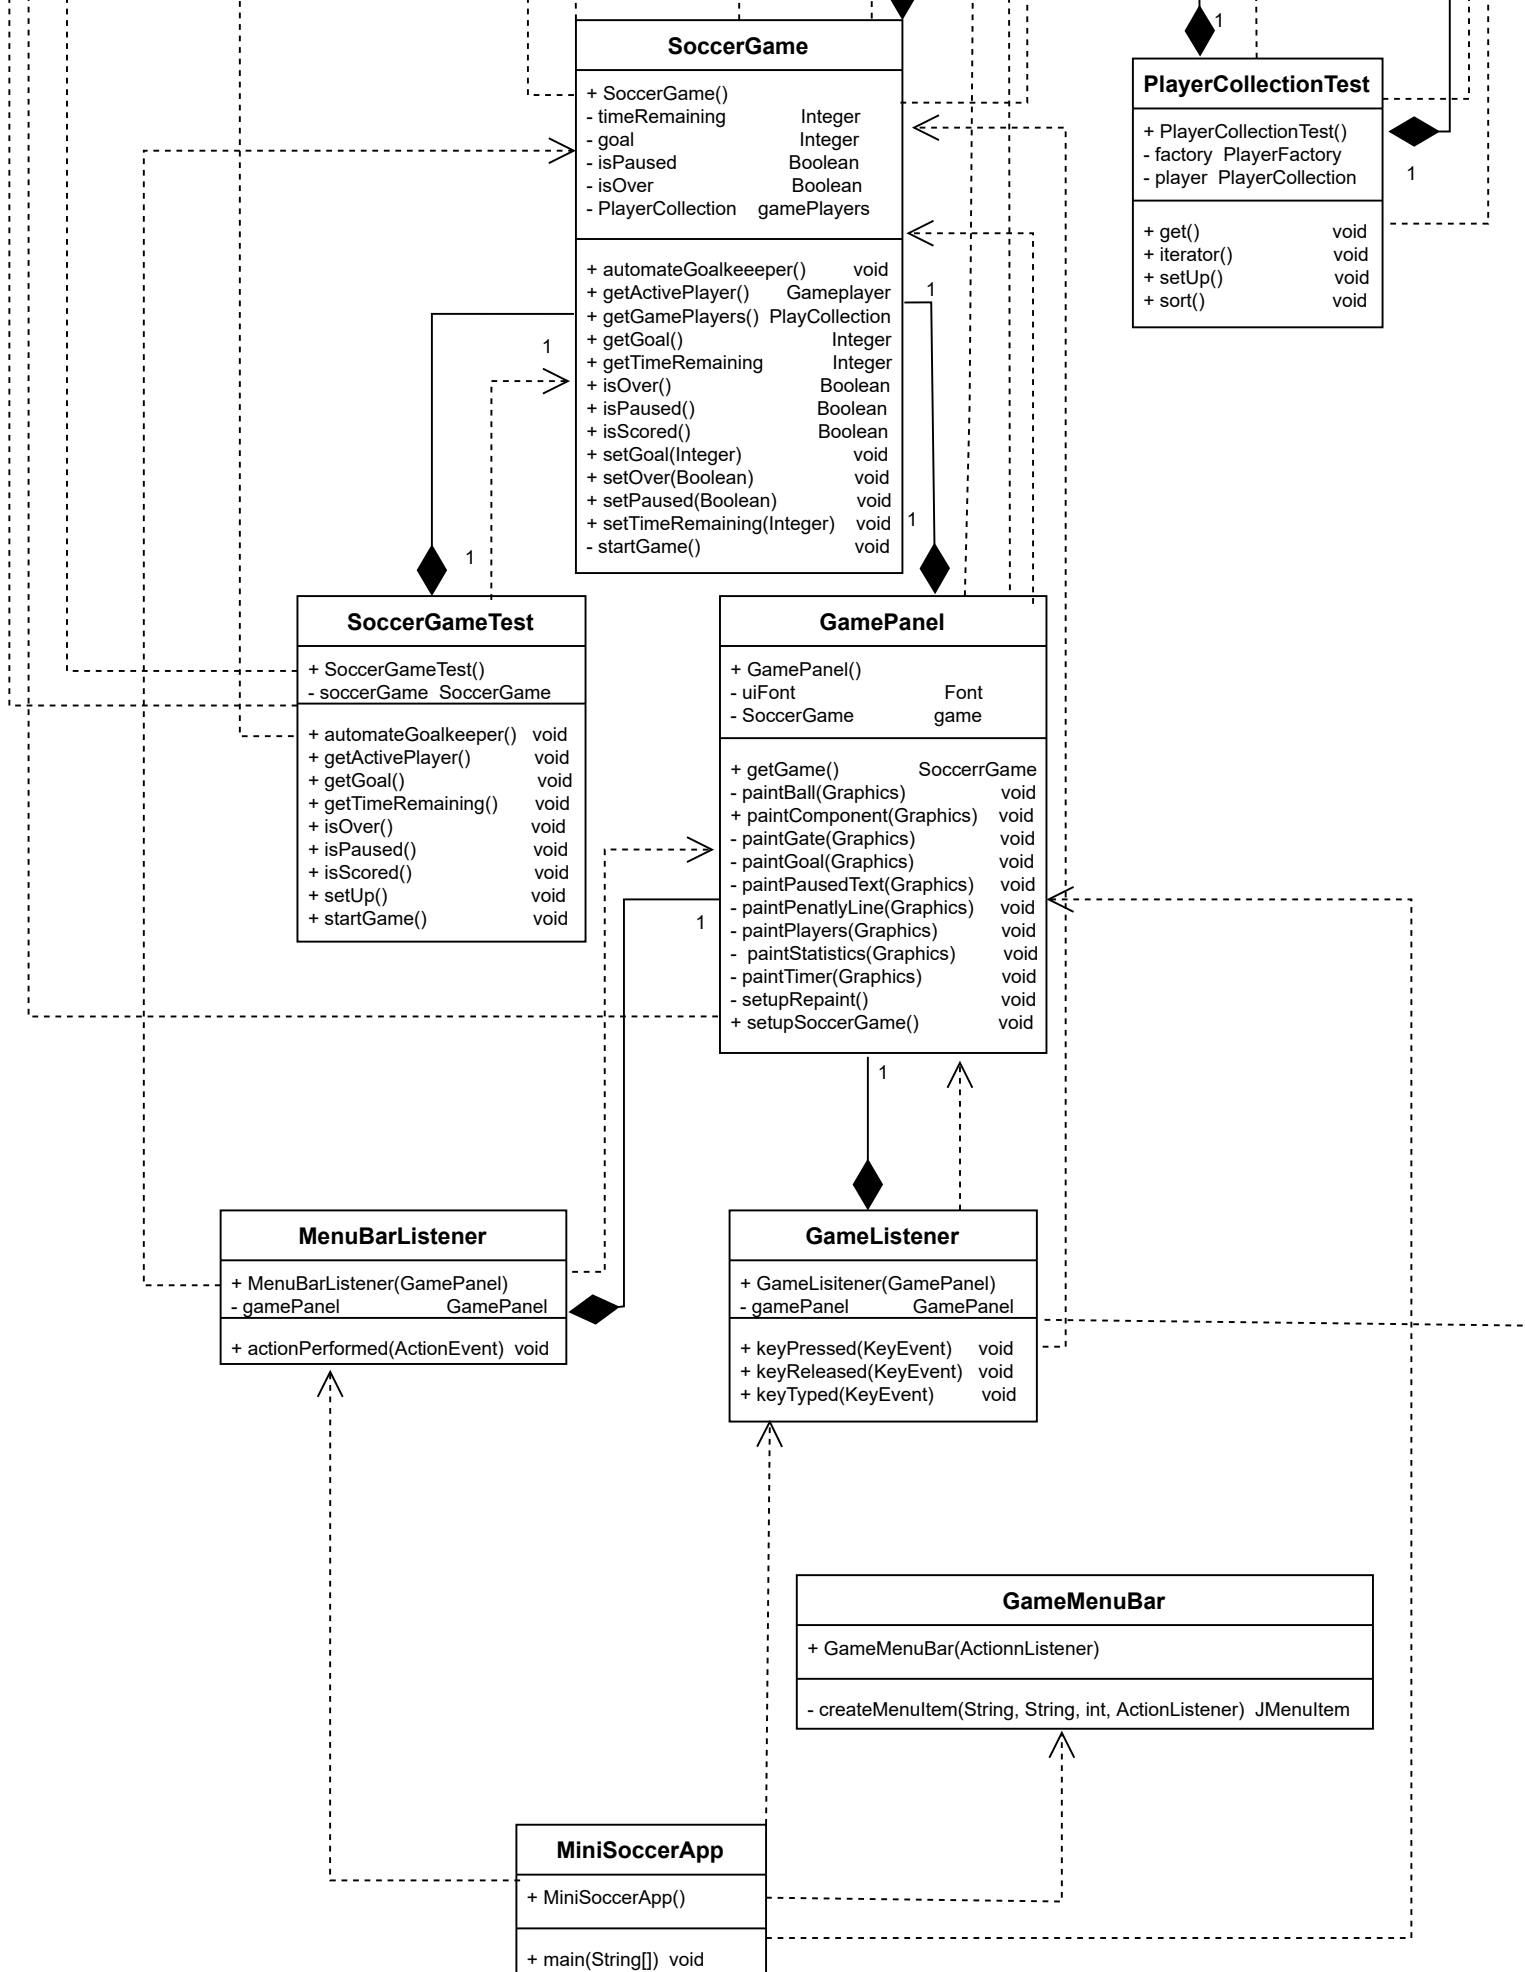 SoccerGame
+ SoccerGame()
- timeRemaining Integer
- goal Integer
- isPaused Boolean
- isOver Boolean
- PlayerCollection gamePlayers
+ automateGoalkeeeper() void
+ getActivePlayer() Gameplayer
+ getGamePlayers() PlayCollection
+ getGoal() Integer
+ getTimeRemaining Integer
+ isOver() Boolean
+ isPaused() Boolean
+ isScored() Boolean
+ setGoal(Integer) void
+ setOver(Boolean) void
+ setPaused(Boolean) void
+ setTimeRemaining(Integer) void
- startGame() void
1
PlayerCollectionTest
+ PlayerCollectionTest()
- factory PlayerFactory
- player PlayerCollection
+ get() void
+ iterator() void
+ setUp() void
+ sort() void
1
1
1
1
1
SoccerGameTest
+ SoccerGameTest()
- soccerGame SoccerGame
+ automateGoalkeeper() void
+ getActivePlayer() void
+ getGoal() void
+ getTimeRemaining() void
+ isOver() void
+ isPaused() void
+ isScored() void
+ setUp() void
+ startGame() void
GamePanel
+ GamePanel()
- uiFont Font
- SoccerGame game
+ getGame() SoccerrGame
- paintBall(Graphics) void
+ paintComponent(Graphics) void
- paintGate(Graphics) void
- paintGoal(Graphics) void
- paintPausedText(Graphics) void
- paintPenatlyLine(Graphics) void
- paintPlayers(Graphics) void
- paintStatistics(Graphics) void
- paintTimer(Graphics) void
- setupRepaint() void
+ setupSoccerGame() void
1
1
MenuBarListener
+ MenuBarListener(GamePanel)
- gamePanel GamePanel
+ actionPerformed(ActionEvent) void
GameListener
+ GameLisitener(GamePanel)
- gamePanel GamePanel
+ keyPressed(KeyEvent) void
+ keyReleased(KeyEvent) void
+ keyTyped(KeyEvent) void
GameMenuBar
+ GameMenuBar(ActionnListener)
- createMenuItem(String, String, int, ActionListener) JMenuItem
MiniSoccerApp
+ MiniSoccerApp()
+ main(String[]) void